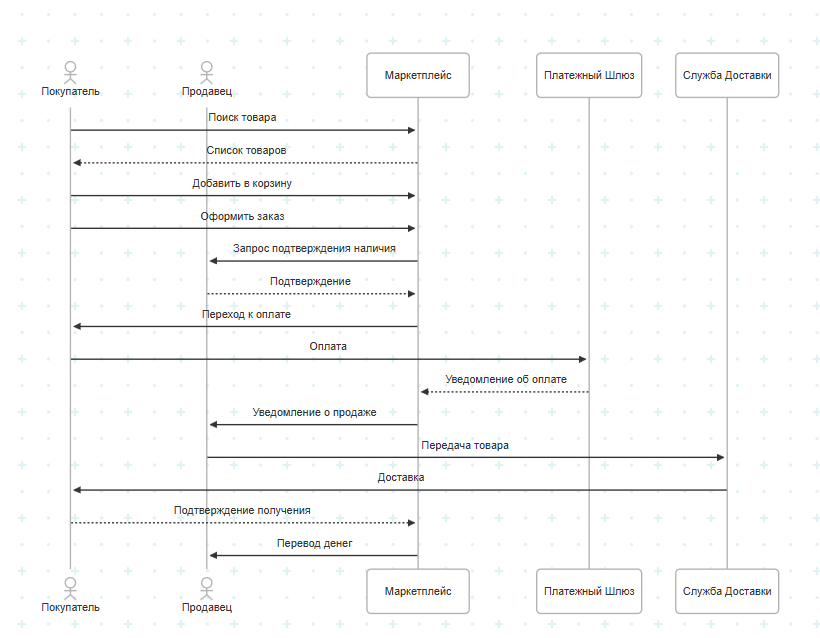 Покупатель
Продавец
Маркетплейс
Платежный Шлюз
Служба Доставки
Поиск товара
Список товаров
Добавить в корзину
Оформить заказ
Запрос подтверждения наличия
Подтверждение
Переход к оплате
Оплата
Уведомление об оплате
Уведомление о продаже
Передача товара
Доставка
Подтверждение получения
Перевод денег
Покупатель
Продавец
Маркетплейс
Платежный Шлюз
Служба Доставки